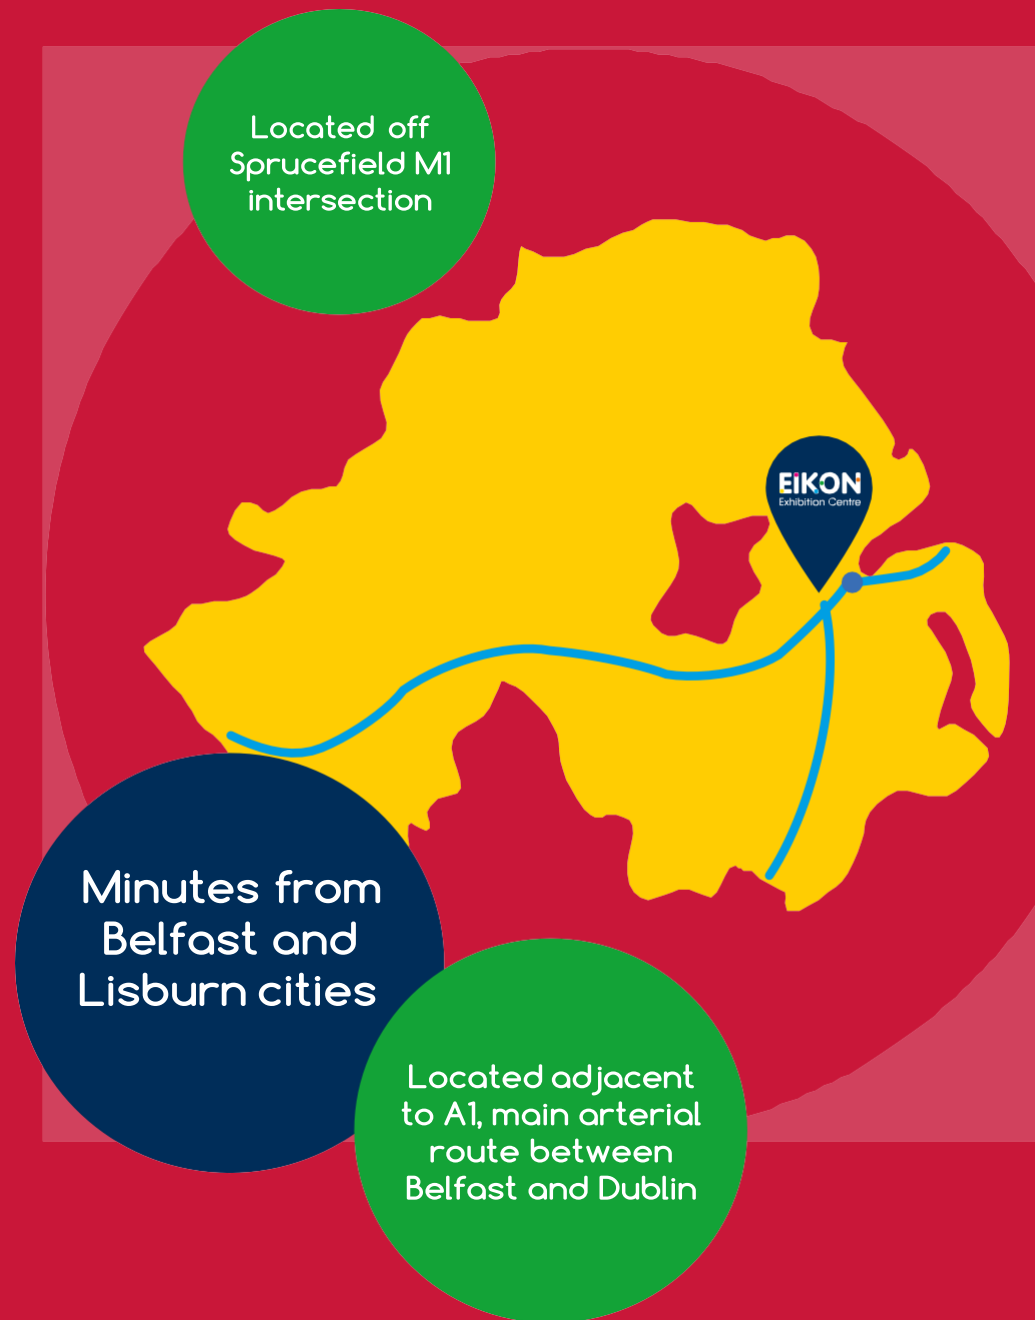 Located off
Sprucefield M1
intersection
EIKON
Exhibition Centre
Minutes from
Belfast and
Lisburn cities
Located adjacent
to A1, main arterial
route between
Belfast and Dublin